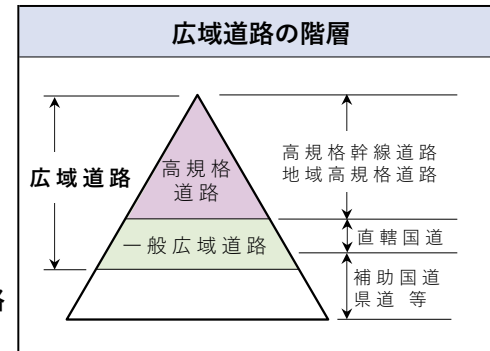 広域道路の階層
広域道路
高規格
道路
一般広域道路
高規格幹線道路
地域高規格道路
直轄国道
補助国道
県道 等